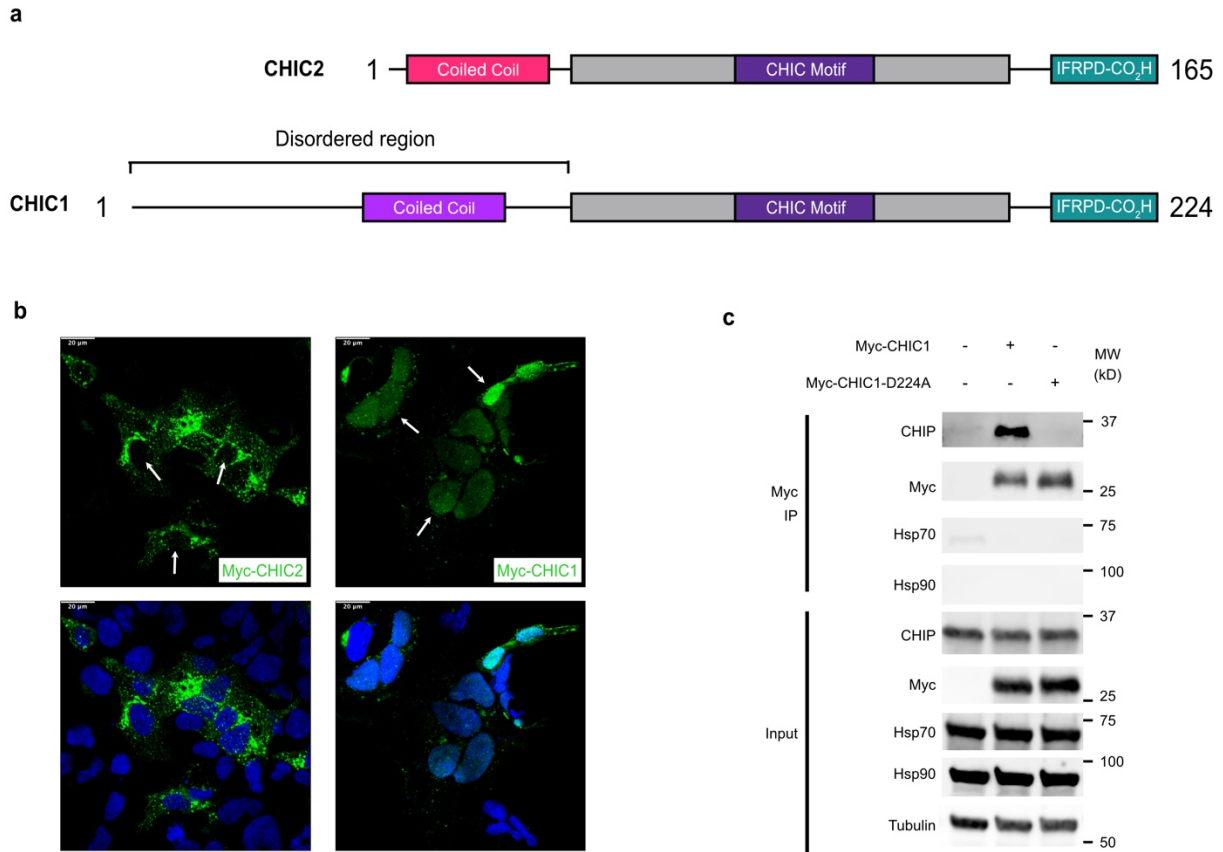 a
CHIC2 1 Coiled Coil CHIC Motif IFRPD-CO2H 165
Disordered region
CHIC1 1 Coiled Coil CHIC Motif IFRPD-CO2H 224
b
20 μm 20 μm
Myc-CHIC2 Myc-CHIC1
20 μm 20 μm
c
Myc-CHIC1 - + - MW
Myc-CHIC1-D224A - - + (kD)
Myc IP
CHIP 37
Myc 25
Hsp70 75
Hsp90 100
Input
CHIP 37
Myc 25
Hsp70 75
Hsp90 100
Tubulin 50